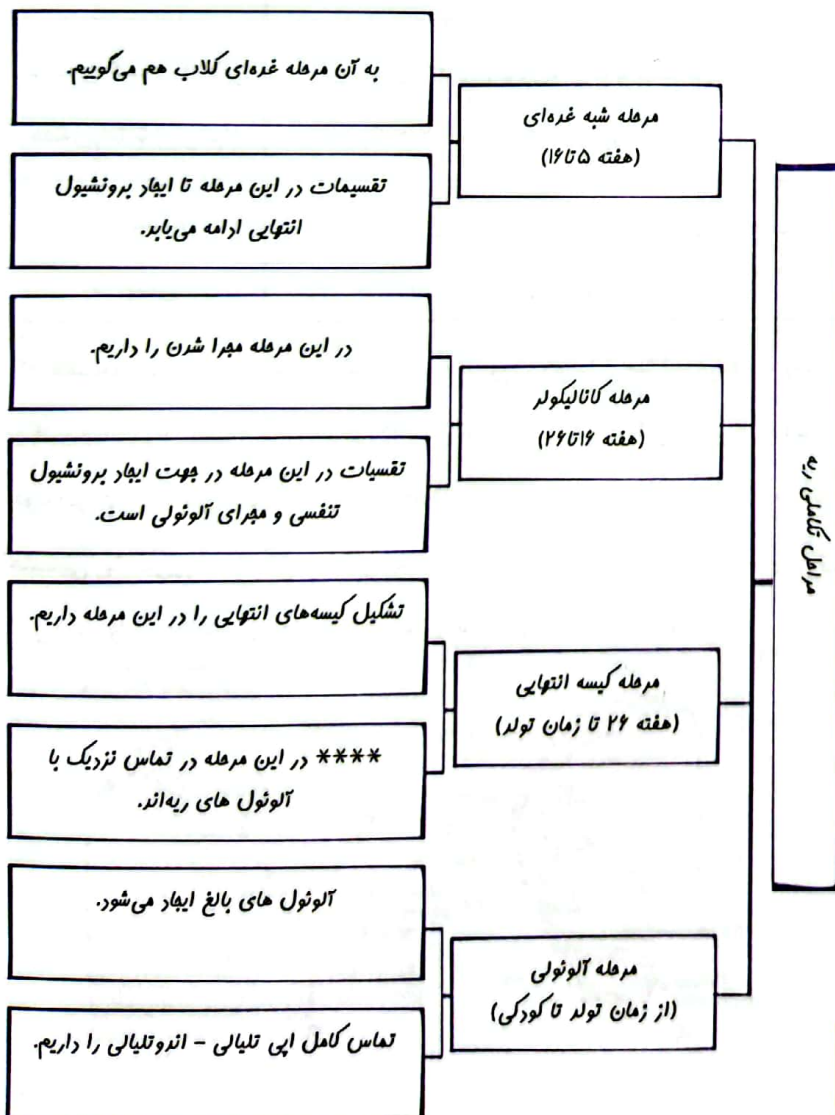 مراحل تکاملی ریه
مرحله شبه غده‌ای
(هفته ۵ تا ۱۶)
به آن مرحله غده‌ای کلاب هم می‌گوییم.
تقسیمات در این مرحله تا ایجاد برونشیول
انتهایی ادامه می‌یابد.
مرحله کانالیکولر
(هفته ۱۶ تا ۲۶)
در این مرحله مجرا شدن را داریم.
تقسیات در این مرحله در جهت ایجاد برونشیول
تنفسی و مجرای آلوئولی است.
مرحله کیسه انتهایی
(هفته ۲۶ تا زمان تولد)
تشکیل کیسه‌های انتهایی را در این مرحله داریم.
**** در این مرحله در تماس نزدیک با
آلوئول های ریه‌اند.
مرحله آلوئولی
(از زمان تولد تا کودکی)
آلوئول های بالغ ایجاد می‌شود.
تماس کامل اپی تلیالی - اندوتلیالی را داریم.